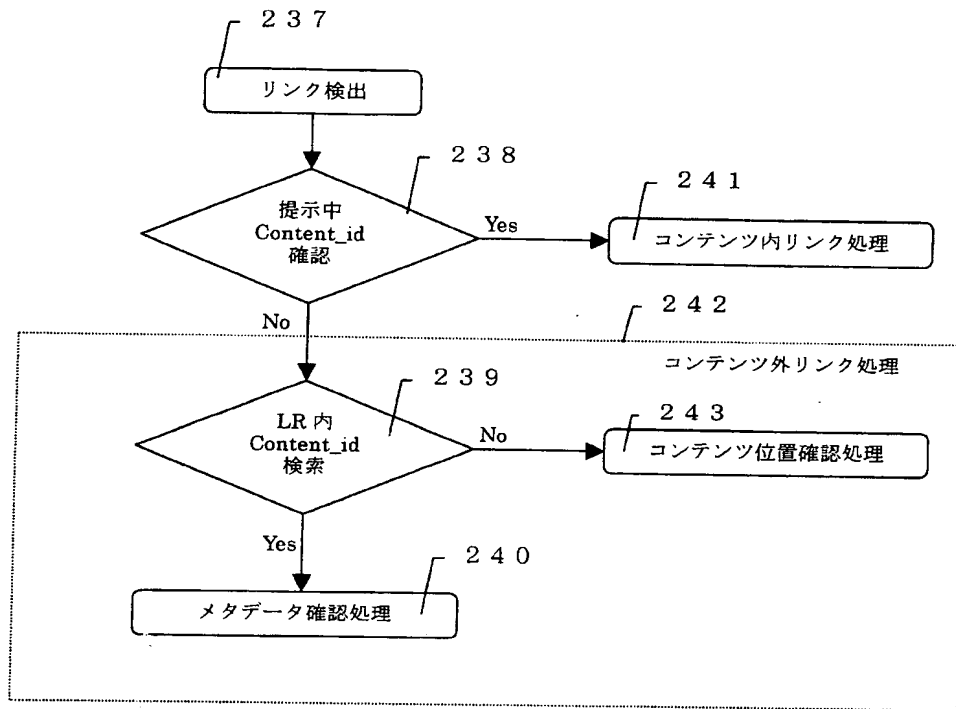 ２３７
リンク検出
２３８
提示中
Content_id
確認
Yes
２４１
コンテンツ内リンク処理
No
２４２
コンテンツ外リンク処理
２３９
LR 内
Content_id
検索
No
２４３
コンテンツ位置確認処理
Yes
２４０
メタデータ確認処理